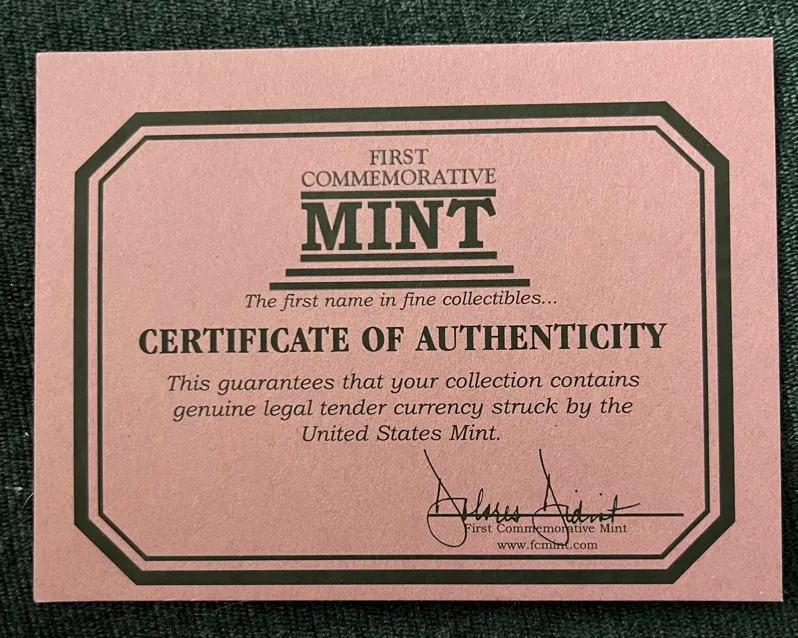 FIRST
COMMEMORATIVE
MINT
The first name in fine collectibles...
CERTIFICATE OF AUTHENTICITY
This guarantees that your collection contains
genuine legal tender currency struck by the
United States Mint.
First Commemorative Mint
www.fcmint.com